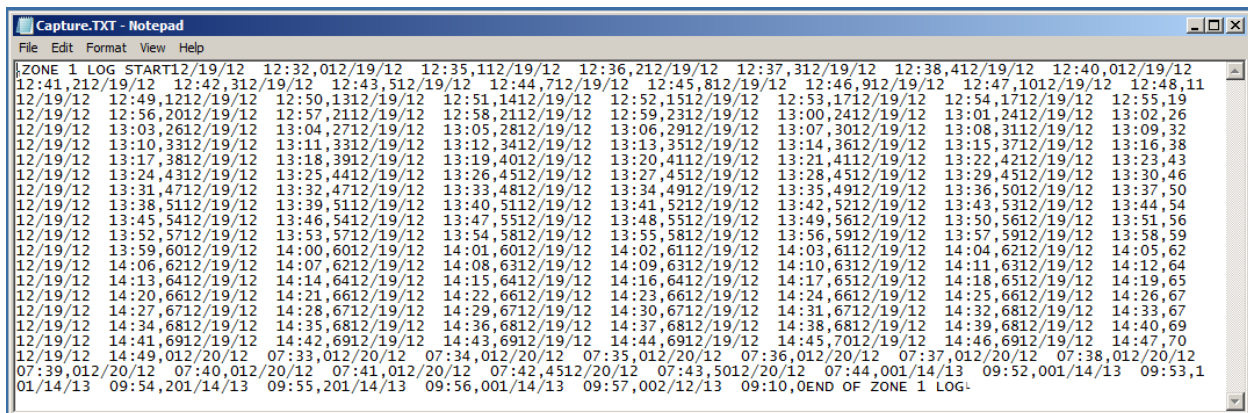 Capture.TXT - Notepad
File Edit Format View Help
ZONE 1 LOG START12/19/12  12:32,012/19/12  12:35,112/19/12  12:36,212/19/12  12:37,312/19/12  12:38,412/19/12  12:40,012/19/12
12:41,212/19/12  12:42,312/19/12  12:43,512/19/12  12:44,712/19/12  12:45,812/19/12  12:46,912/19/12  12:47,1012/19/12  12:48,11
12/19/12  12:49,1212/19/12  12:50,1312/19/12  12:51,1412/19/12  12:52,1512/19/12  12:53,1712/19/12  12:54,1712/19/12  12:55,19
12/19/12  12:56,2012/19/12  12:57,2112/19/12  12:58,2112/19/12  12:59,2312/19/12  13:00,2412/19/12  13:01,2412/19/12  13:02,26
12/19/12  13:03,2612/19/12  13:04,2712/19/12  13:05,2812/19/12  13:06,2912/19/12  13:07,3012/19/12  13:08,3112/19/12  13:09,32
12/19/12  13:10,3312/19/12  13:11,3312/19/12  13:12,3412/19/12  13:13,3512/19/12  13:14,3612/19/12  13:15,3712/19/12  13:16,38
12/19/12  13:17,3812/19/12  13:18,3912/19/12  13:19,4012/19/12  13:20,4112/19/12  13:21,4112/19/12  13:22,4212/19/12  13:23,43
12/19/12  13:24,4312/19/12  13:25,4412/19/12  13:26,4512/19/12  13:27,4512/19/12  13:28,4512/19/12  13:29,4512/19/12  13:30,46
12/19/12  13:31,4712/19/12  13:32,4712/19/12  13:33,4812/19/12  13:34,4912/19/12  13:35,4912/19/12  13:36,5012/19/12  13:37,50
12/19/12  13:38,5112/19/12  13:39,5112/19/12  13:40,5112/19/12  13:41,5212/19/12  13:42,5212/19/12  13:43,5312/19/12  13:44,54
12/19/12  13:45,5412/19/12  13:46,5412/19/12  13:47,5512/19/12  13:48,5512/19/12  13:49,5612/19/12  13:50,5612/19/12  13:51,56
12/19/12  13:52,5712/19/12  13:53,5712/19/12  13:54,5812/19/12  13:55,5812/19/12  13:56,5912/19/12  13:57,5912/19/12  13:58,59
12/19/12  13:59,6012/19/12  14:00,6012/19/12  14:01,6012/19/12  14:02,6112/19/12  14:03,6112/19/12  14:04,6212/19/12  14:05,62
12/19/12  14:06,6212/19/12  14:07,6212/19/12  14:08,6312/19/12  14:09,6312/19/12  14:10,6312/19/12  14:11,6312/19/12  14:12,64
12/19/12  14:13,6412/19/12  14:14,6412/19/12  14:15,6412/19/12  14:16,6412/19/12  14:17,6512/19/12  14:18,6512/19/12  14:19,65
12/19/12  14:20,6612/19/12  14:21,6612/19/12  14:22,6612/19/12  14:23,6612/19/12  14:24,6612/19/12  14:25,6612/19/12  14:26,67
12/19/12  14:27,6712/19/12  14:28,6712/19/12  14:29,6712/19/12  14:30,6712/19/12  14:31,6712/19/12  14:32,6812/19/12  14:33,67
12/19/12  14:34,6812/19/12  14:35,6812/19/12  14:36,6812/19/12  14:37,6812/19/12  14:38,6812/19/12  14:39,6812/19/12  14:40,69
12/19/12  14:41,6912/19/12  14:42,6912/19/12  14:43,6912/19/12  14:44,6912/19/12  14:45,7012/19/12  14:46,6912/19/12  14:47,70
12/19/12  14:49,012/20/12  07:33,012/20/12  07:34,012/20/12  07:35,012/20/12  07:36,012/20/12  07:37,012/20/12  07:38,012/20/12
07:39,012/20/12  07:40,012/20/12  07:41,012/20/12  07:42,4512/20/12  07:43,5012/20/12  07:44,001/14/13  09:52,001/14/13  09:53,1
01/14/13  09:54,201/14/13  09:55,201/14/13  09:56,001/14/13  09:57,002/12/13  09:10,0END OF ZONE 1 LOG